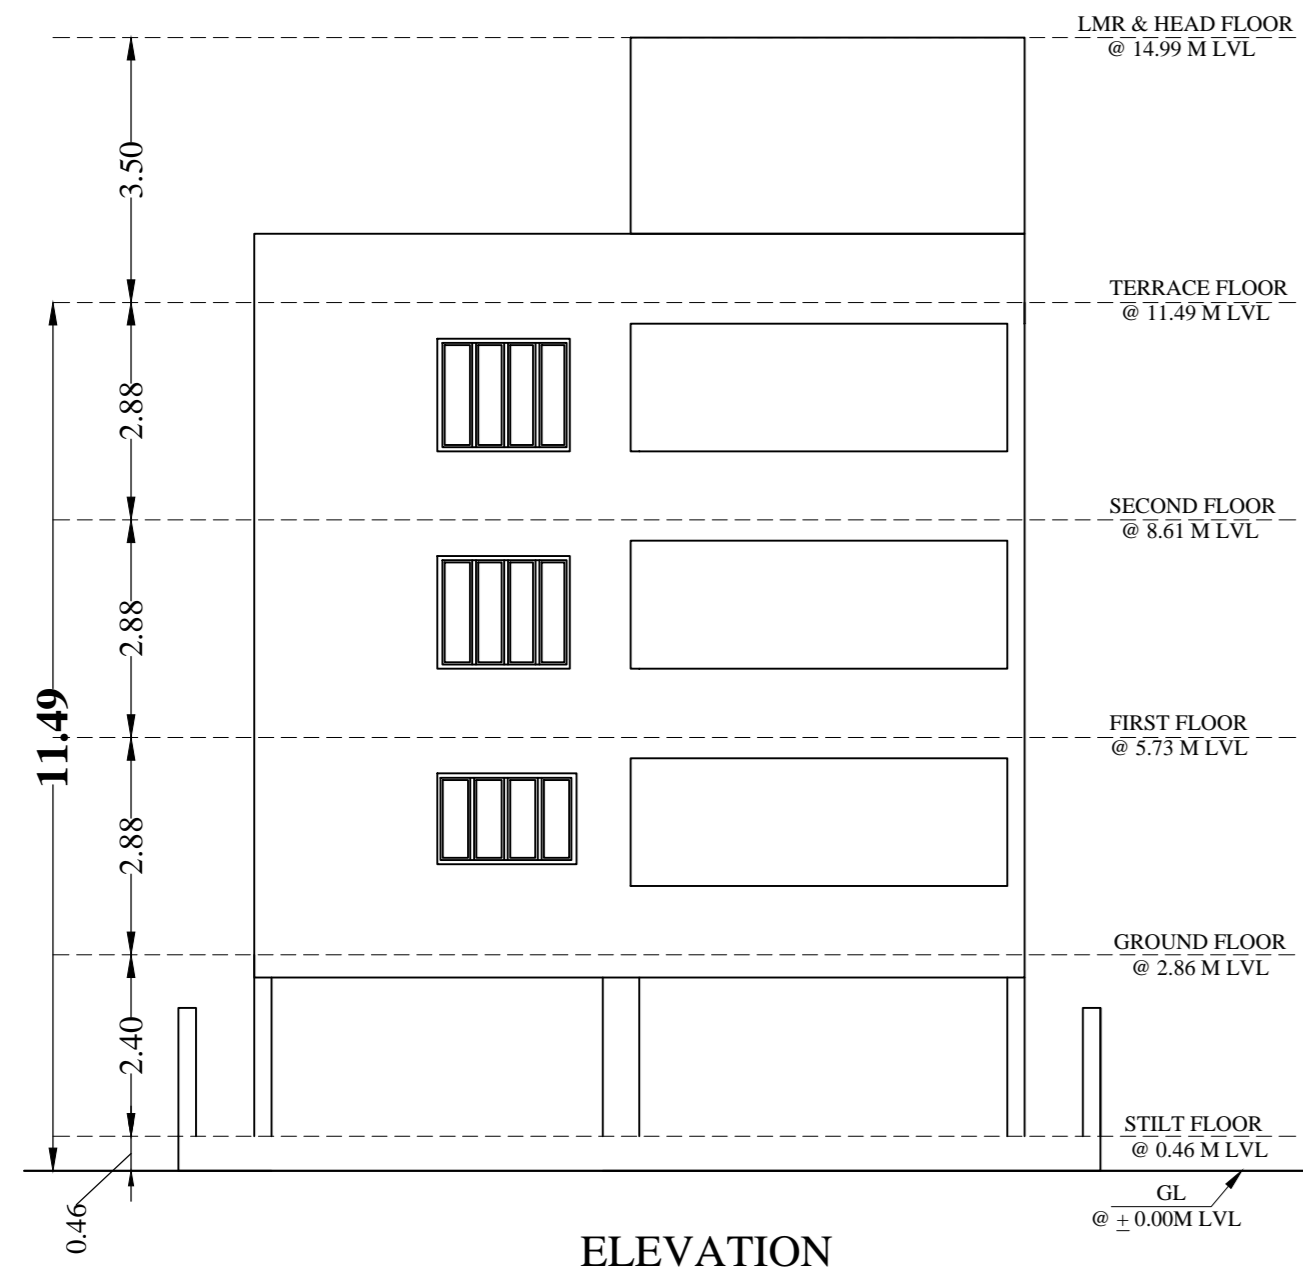 LMR & HEAD FLOOR
@ 14.99 M LVL
3.50
TERRACE FLOOR
@ 11.49 M LVL
2.88
SECOND FLOOR
@ 8.61 M LVL
2.88
11.49
FIRST FLOOR
@ 5.73 M LVL
2.88
GROUND FLOOR
@ 2.86 M LVL
2.40
STILT FLOOR
@ 0.46 M LVL
0.46
GL
@ ± 0.00M LVL
ELEVATION